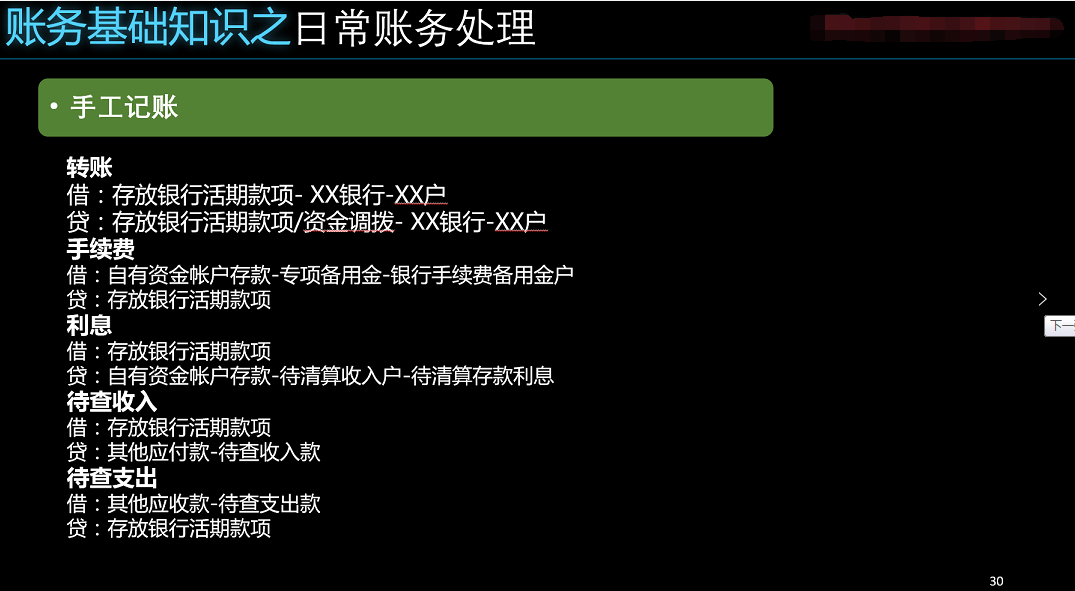 账务基础知识之日常账务处理
• 手工记账
转账
借：存放银行活期款项- XX银行-XX户
贷：存放银行活期款项/资金调拨- XX银行-XX户
手续费
借：自有资金帐户存款-专项备用金-银行手续费备用金户
贷：存放银行活期款项
利息
借：存放银行活期款项
贷：自有资金帐户存款-待清算收入户-待清算存款利息
待查收入
借：存放银行活期款项
贷：其他应付款-待查收入款
待查支出
借：其他应收款-待查支出款
贷：存放银行活期款项
下一
30